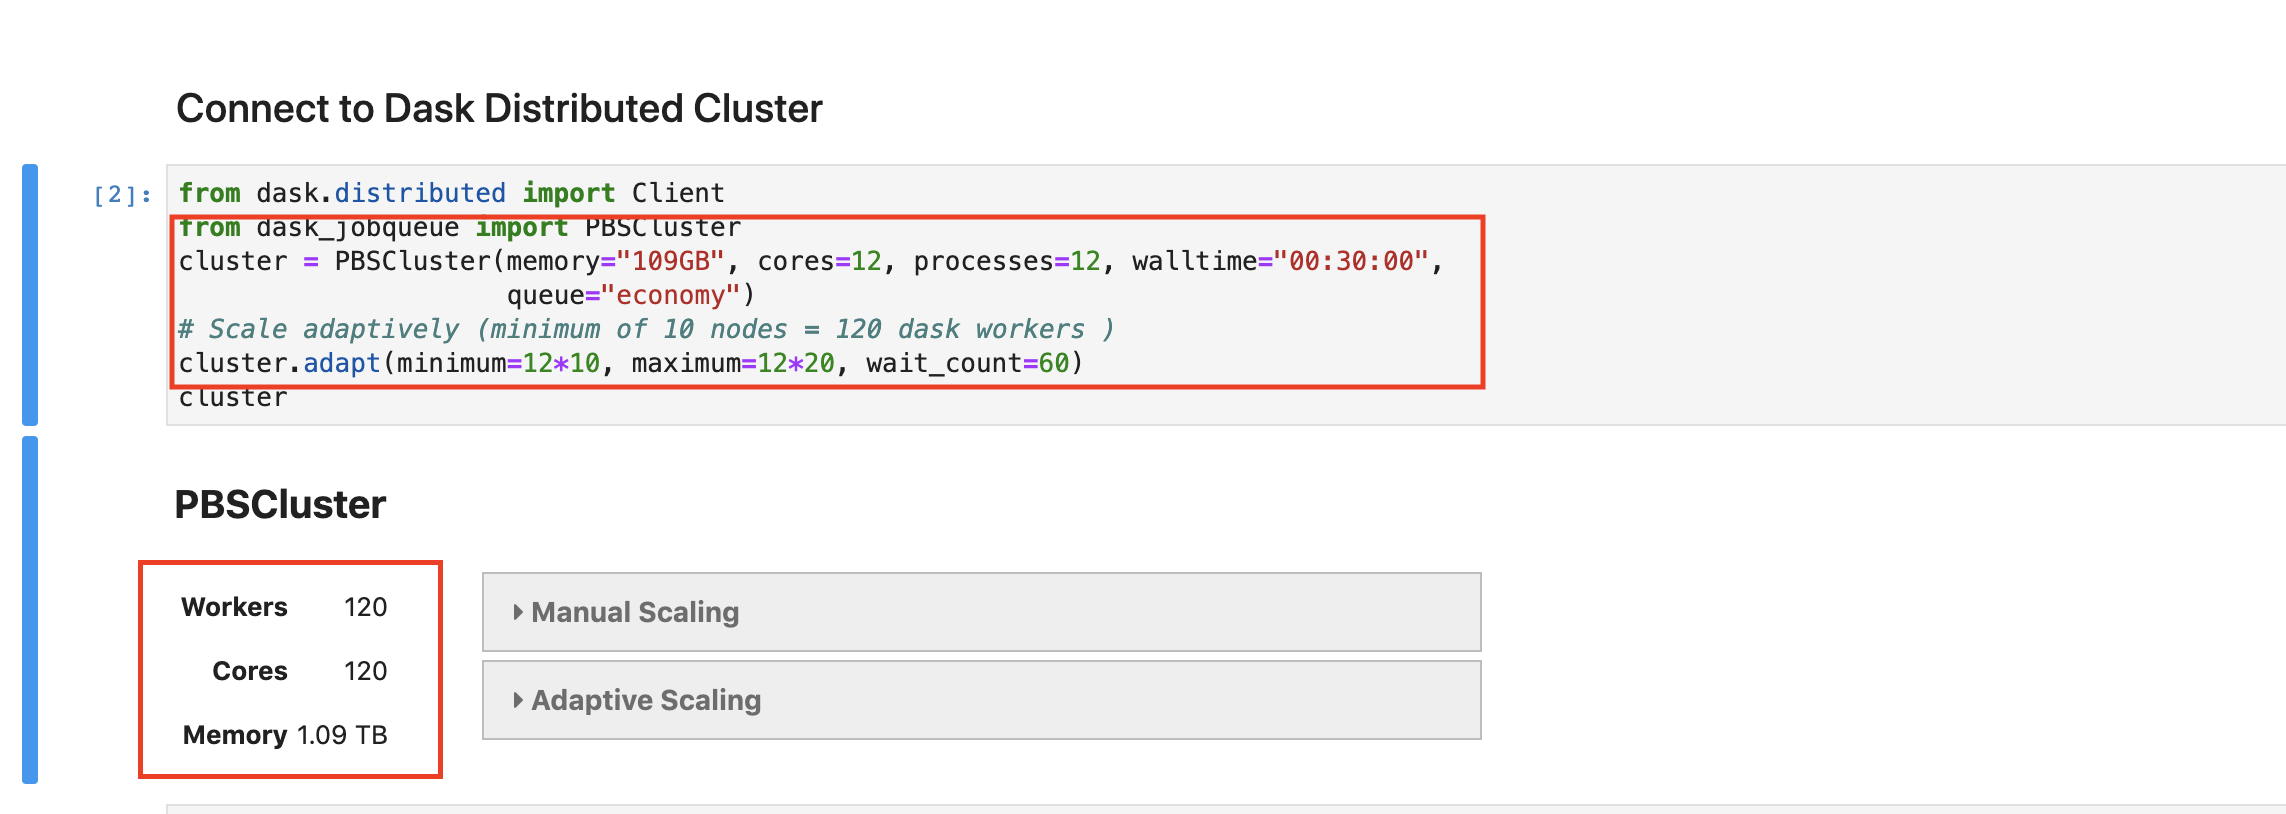 Connect to Dask Distributed Cluster
[2]: from dask.distributed import Client
from dask_jobqueue import PBSCluster
cluster = PBSCluster(memory="109GB", cores=12, processes=12, walltime="00:30:00",
queue="economy")
# Scale adaptively (minimum of 10 nodes = 120 dask workers )
cluster.adapt(minimum=12*10, maximum=12*20, wait_count=60)
cluster
PBSCluster
Workers 120
Cores 120
Memory 1.09 TB
Manual Scaling
Adaptive Scaling